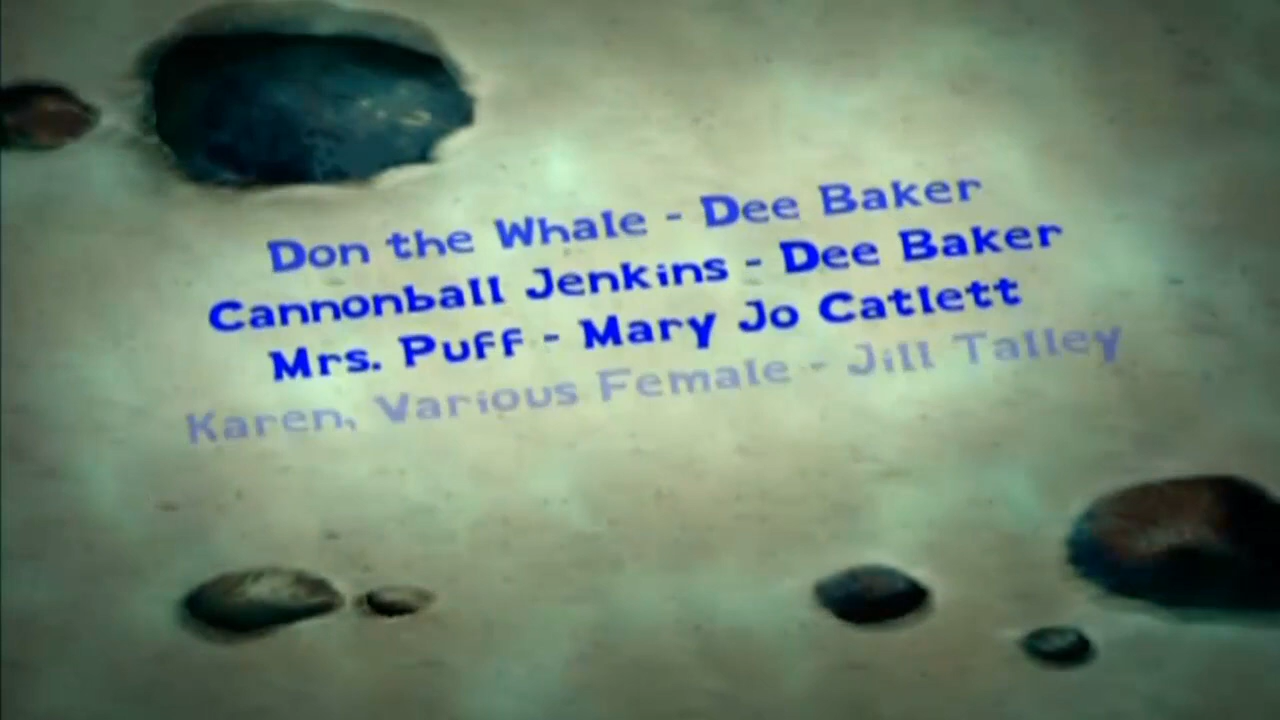 Don the Whale - Dee Baker
Cannonball Jenkins - Dee Baker
Mrs. Puff - Mary Jo Catlett
Karen, Various Female - Jill Talley